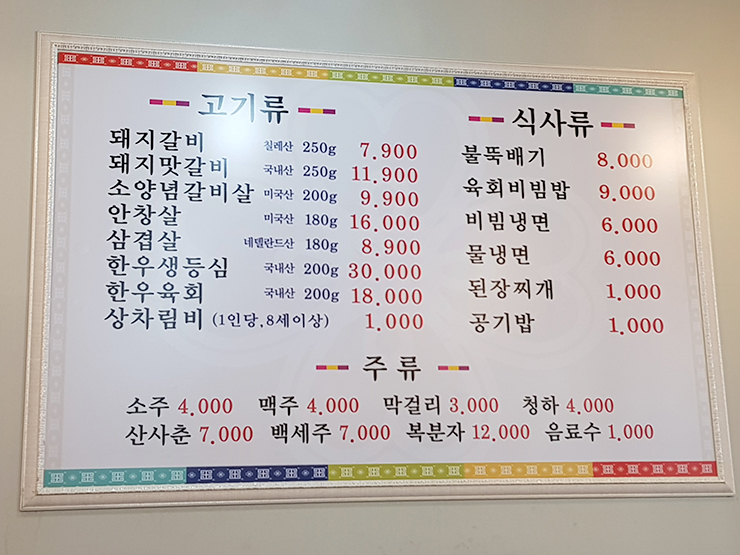 고기류
돼지갈비 칠레산 250g 7.900
돼지맛갈비 국내산 250g 11.900
소양념갈비살 미국산 200g 9.900
안창살 미국산 180g 16.000
삼겹살 네델란드산 180g 8.900
한우생등심 국내산 200g 30.000
한우육회 국내산 200g 18.000
상차림비 (1인당,8세이상) 1.000
식사류
불뚝배기 8.000
육회비빔밥 9.000
비빔냉면 6.000
물냉면 6.000
된장찌개 1.000
공기밥 1.000
주류
소주 4.000 맥주 4.000 막걸리 3.000 청하 4.000
산사춘 7.000 백세주 7.000 복분자 12.000 음료수 1.000